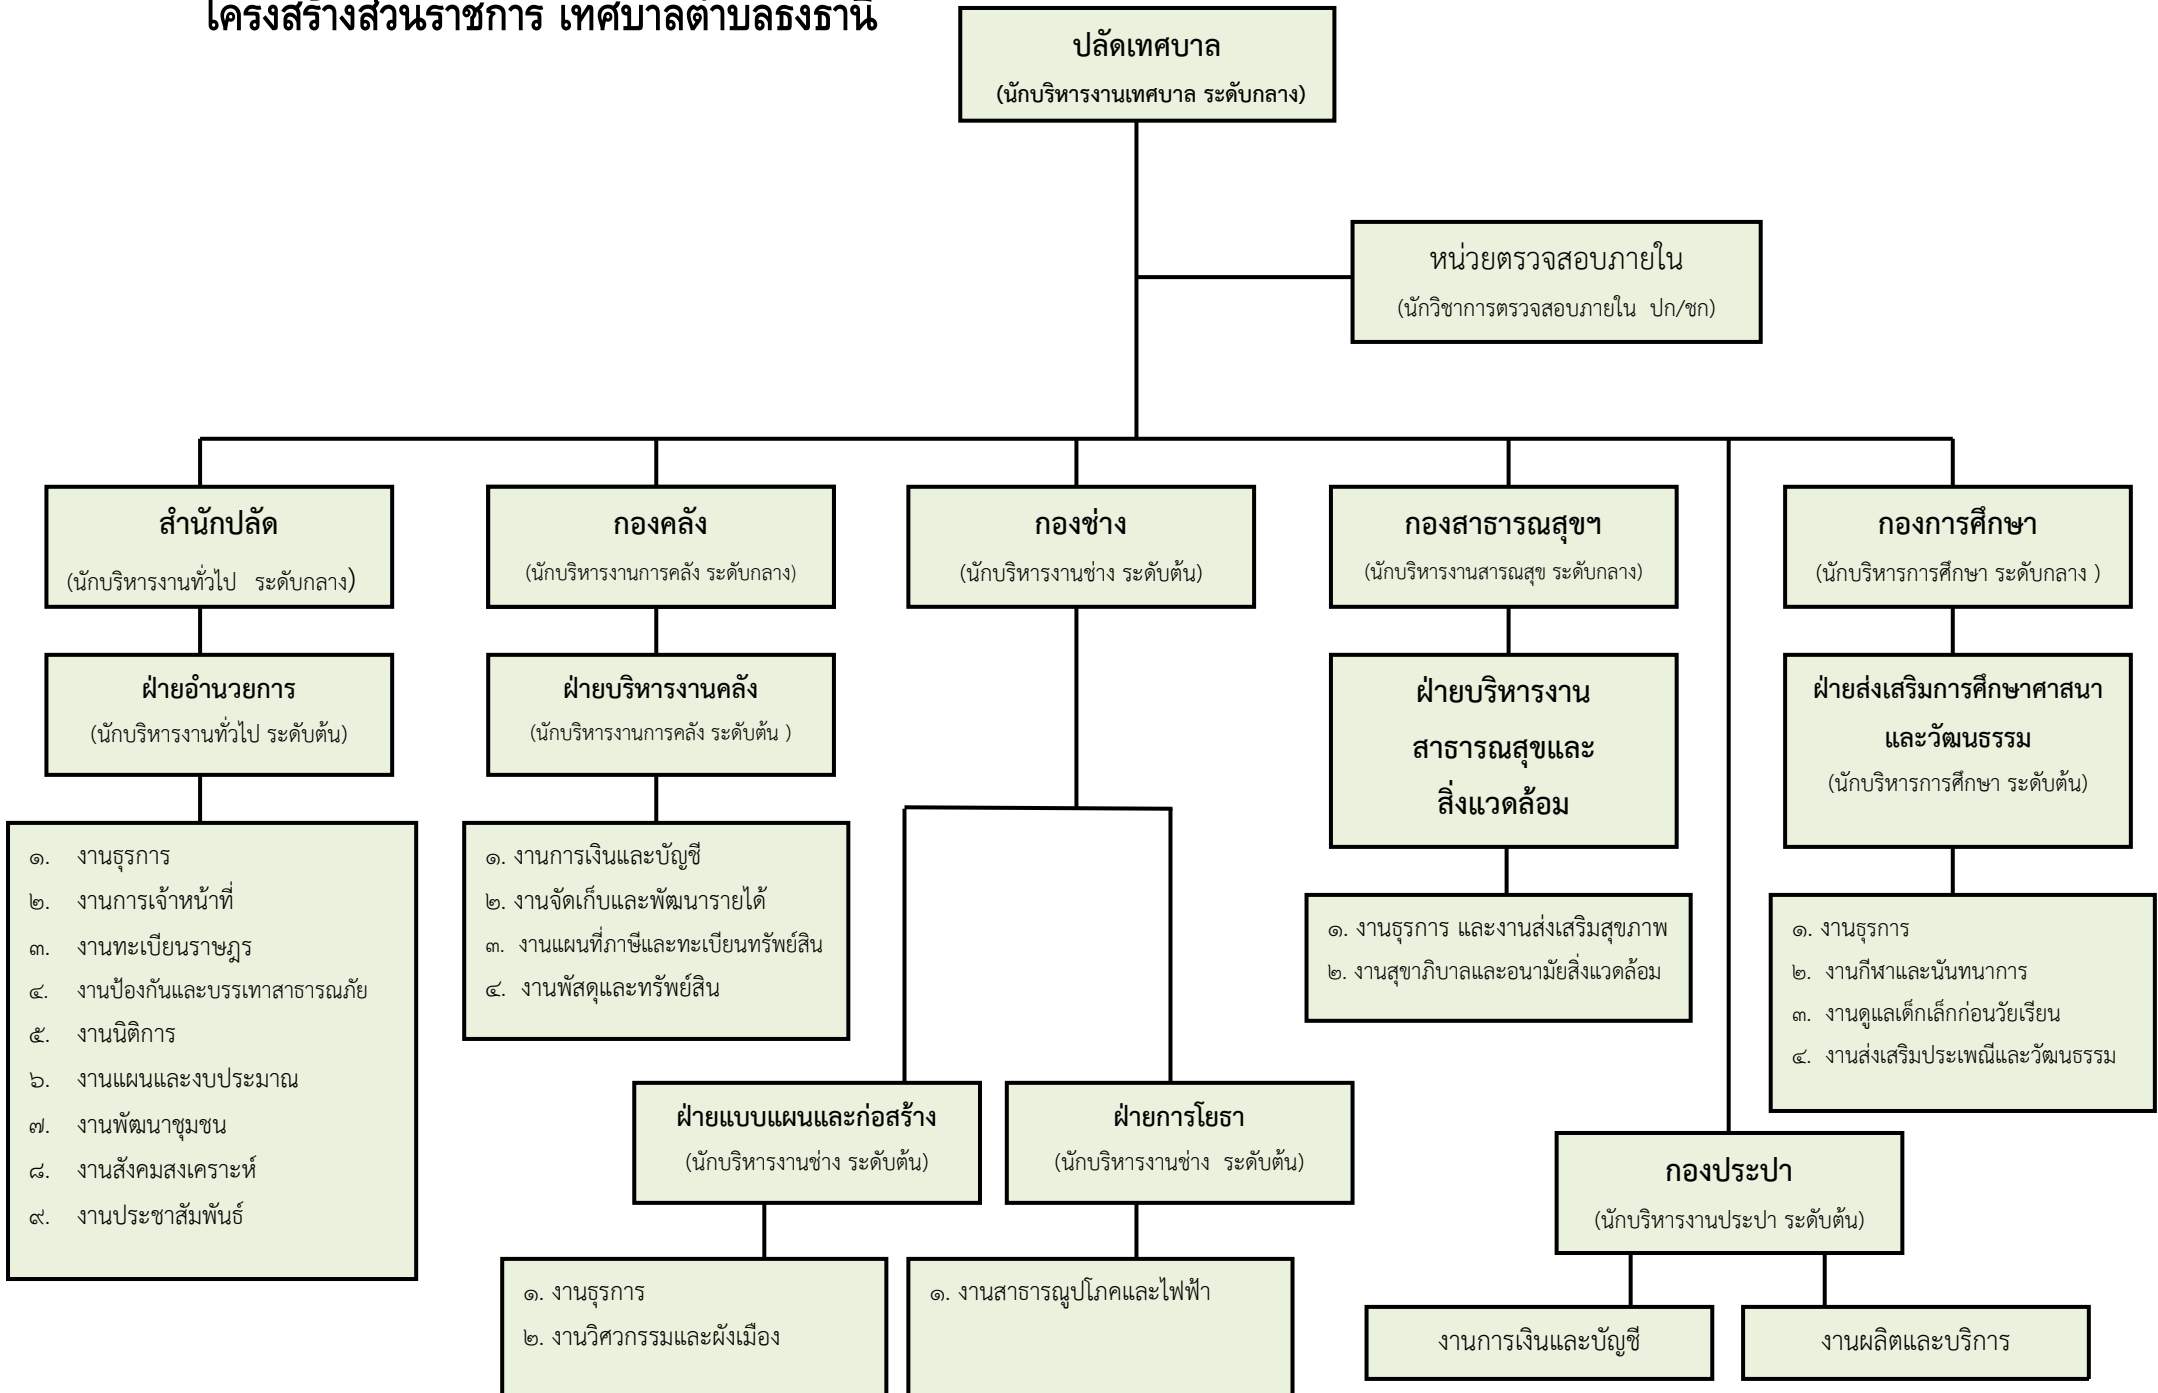 โครงสร้างส่วนราชการ เทศบาลตำบลธงธานี
ปลัดเทศบาล
(นักบริหารงานเทศบาล ระดับกลาง)
หน่วยตรวจสอบภายใน
(นักวิชาการตรวจสอบภายใน ปก/ชก)
สำนักปลัด
(นักบริหารงานทั่วไป ระดับกลาง)
กองคลัง
(นักบริหารงานการคลัง ระดับกลาง)
กองช่าง
(นักบริหารงานช่าง ระดับต้น)
กองสาธารณสุขฯ
(นักบริหารงานสารณสุข ระดับกลาง)
กองการศึกษา
(นักบริหารการศึกษา ระดับกลาง )
ฝ่ายอำนวยการ
(นักบริหารงานทั่วไป ระดับต้น)
ฝ่ายบริหารงานคลัง
(นักบริหารงานการคลัง ระดับต้น )
ฝ่ายบริหารงาน
สาธารณสุขและ
สิ่งแวดล้อม
ฝ่ายส่งเสริมการศึกษาศาสนา
และวัฒนธรรม
(นักบริหารการศึกษา ระดับต้น)
๑. งานธุรการ
๒. งานการเจ้าหน้าที่
๓. งานทะเบียนราษฎร
๔. งานป้องกันและบรรเทาสาธารณภัย
๕. งานนิติการ
๖. งานแผนและงบประมาณ
๗. งานพัฒนาชุมชน
๘. งานสังคมสงเคราะห์
๙. งานประชาสัมพันธ์
๑. งานการเงินและบัญชี
๒. งานจัดเก็บและพัฒนารายได้
๓. งานแผนที่ภาษีและทะเบียนทรัพย์สิน
๔. งานพัสดุและทรัพย์สิน
๑. งานธุรการ และงานส่งเสริมสุขภาพ
๒. งานสุขาภิบาลและอนามัยสิ่งแวดล้อม
๑. งานธุรการ
๒. งานกีฬาและนันทนาการ
๓. งานดูแลเด็กเล็กก่อนวัยเรียน
๔. งานส่งเสริมประเพณีและวัฒนธรรม
ฝ่ายแบบแผนและก่อสร้าง
(นักบริหารงานช่าง ระดับต้น)
ฝ่ายการโยธา
(นักบริหารงานช่าง ระดับต้น)
กองประปา
(นักบริหารงานประปา ระดับต้น)
๑. งานธุรการ
๒. งานวิศวกรรมและผังเมือง
๑. งานสาธารณูปโภคและไฟฟ้า
งานการเงินและบัญชี
งานผลิตและบริการ